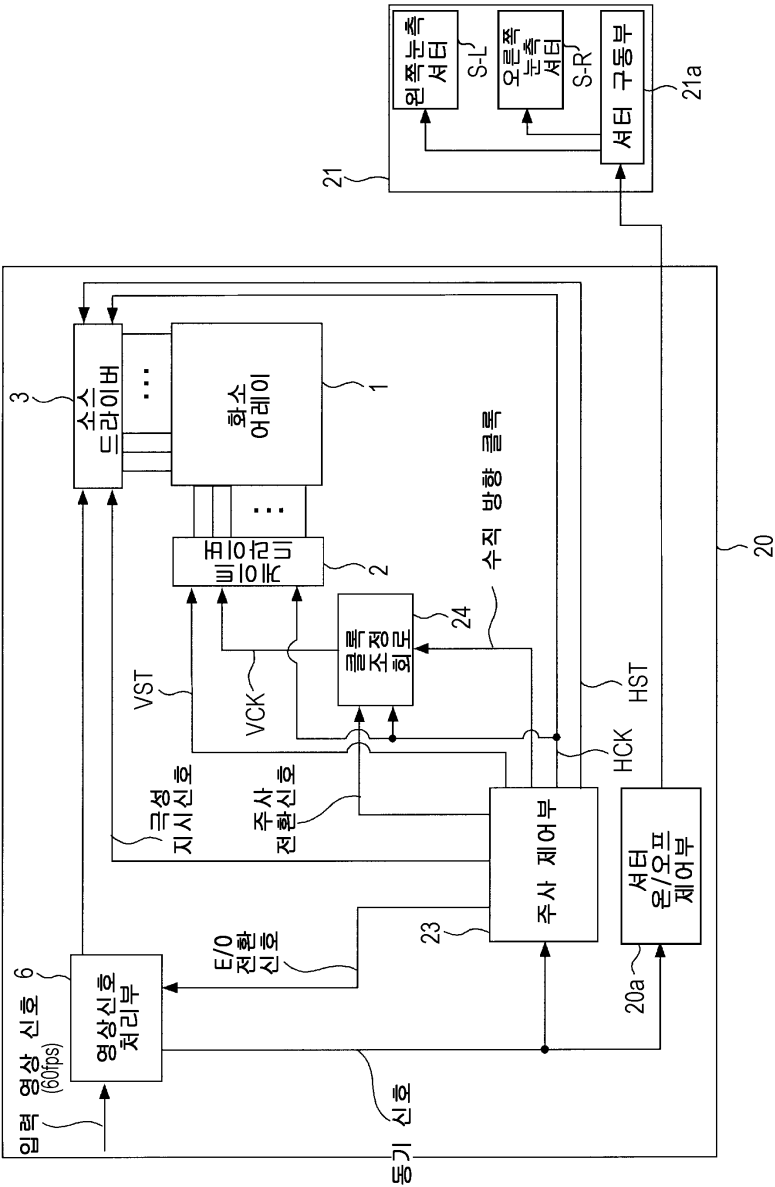 입력 영상 신호
(60fps)
6
영상신호
처리부
동기 신호
E/O
전환
신호
극성
지시신호
주사
전환신호
VST
VCK
3
소스
드라이버
...
화소
어레이
1
게이트
드라이버
...
2
클록
조정
회로
24
수직 방향 클록
23
주사 제어부
HCK
HST
20a
셔터
온/오프
제어부
20
21
왼쪽눈측
셔터
S-L
오른쪽
눈측
셔터
S-R
셔터 구동부
21a